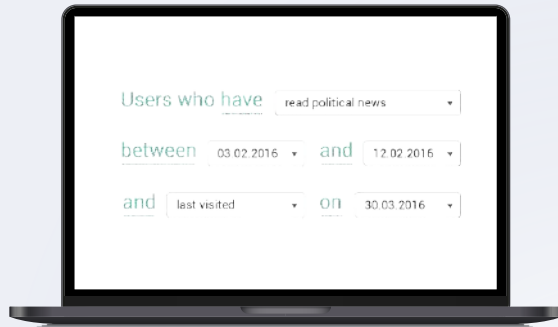 Users who have read political news
between 03.02.2016 and 12.02.2016
and last visited on 30.03.2016